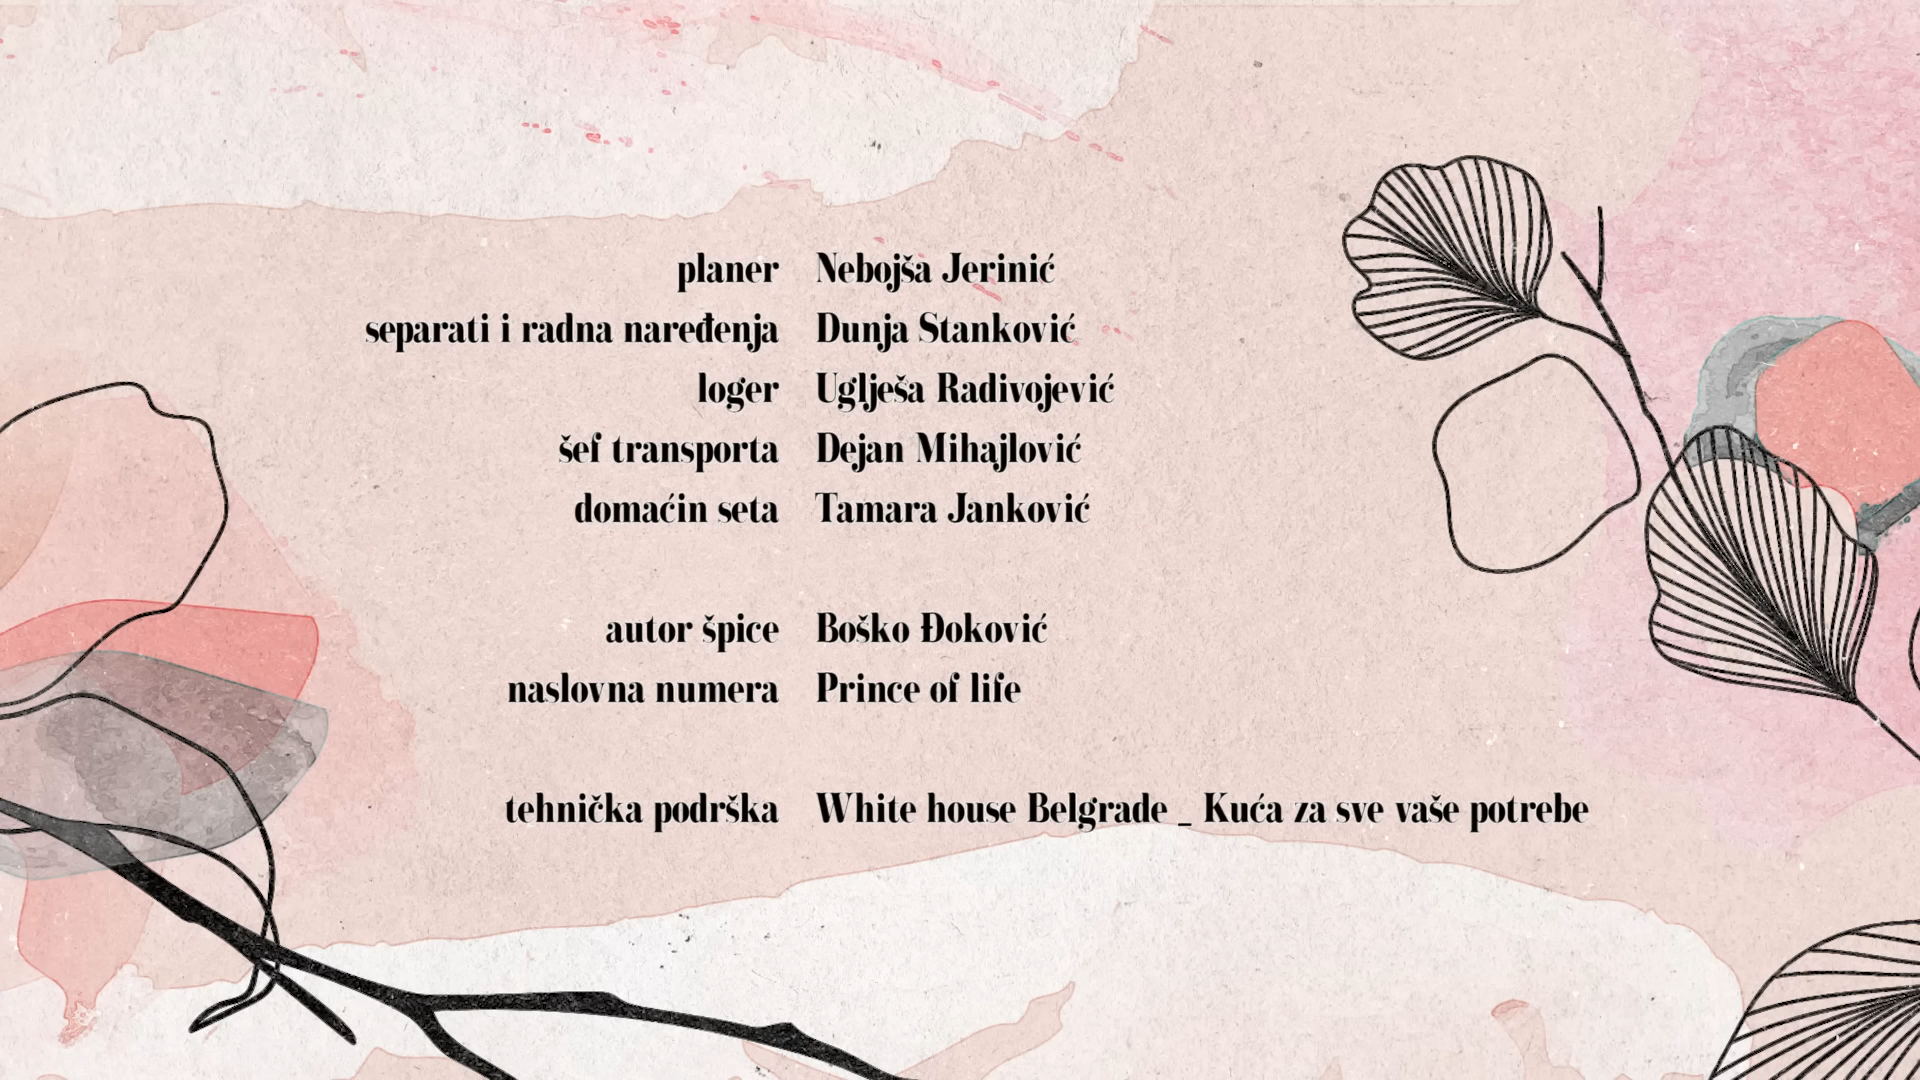 planer Nebojša Jerinić
separati i radna naređenja Dunja Stanković
loger Uglješa Radivojević
šef transporta Dejan Mihajlović
domaćin seta Tamara Janković
autor špice Boško Đoković
naslovna numera Prince of life
tehnička podrška White house Belgrade _ Kuća za sve vaše potrebe